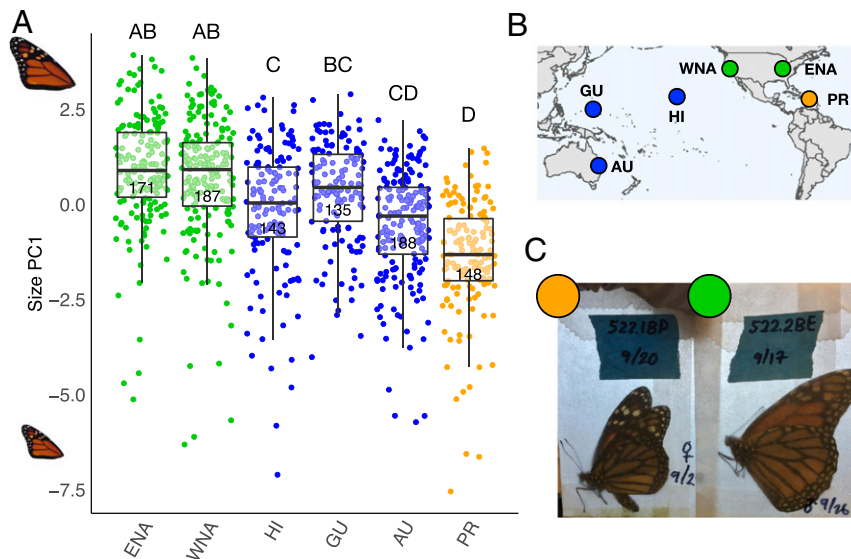 A
AB
AB
C
BC
CD
D
Size PC1
2.5
0.0
−2.5
−5.0
−7.5
171
187
143
135
188
148
ENA
WNA
HI
GU
AU
PR
B
WNA
ENA
GU
HI
PR
AU
C
522.1BP
9/20
♀
9/2
522.2BE
9/17
9/26